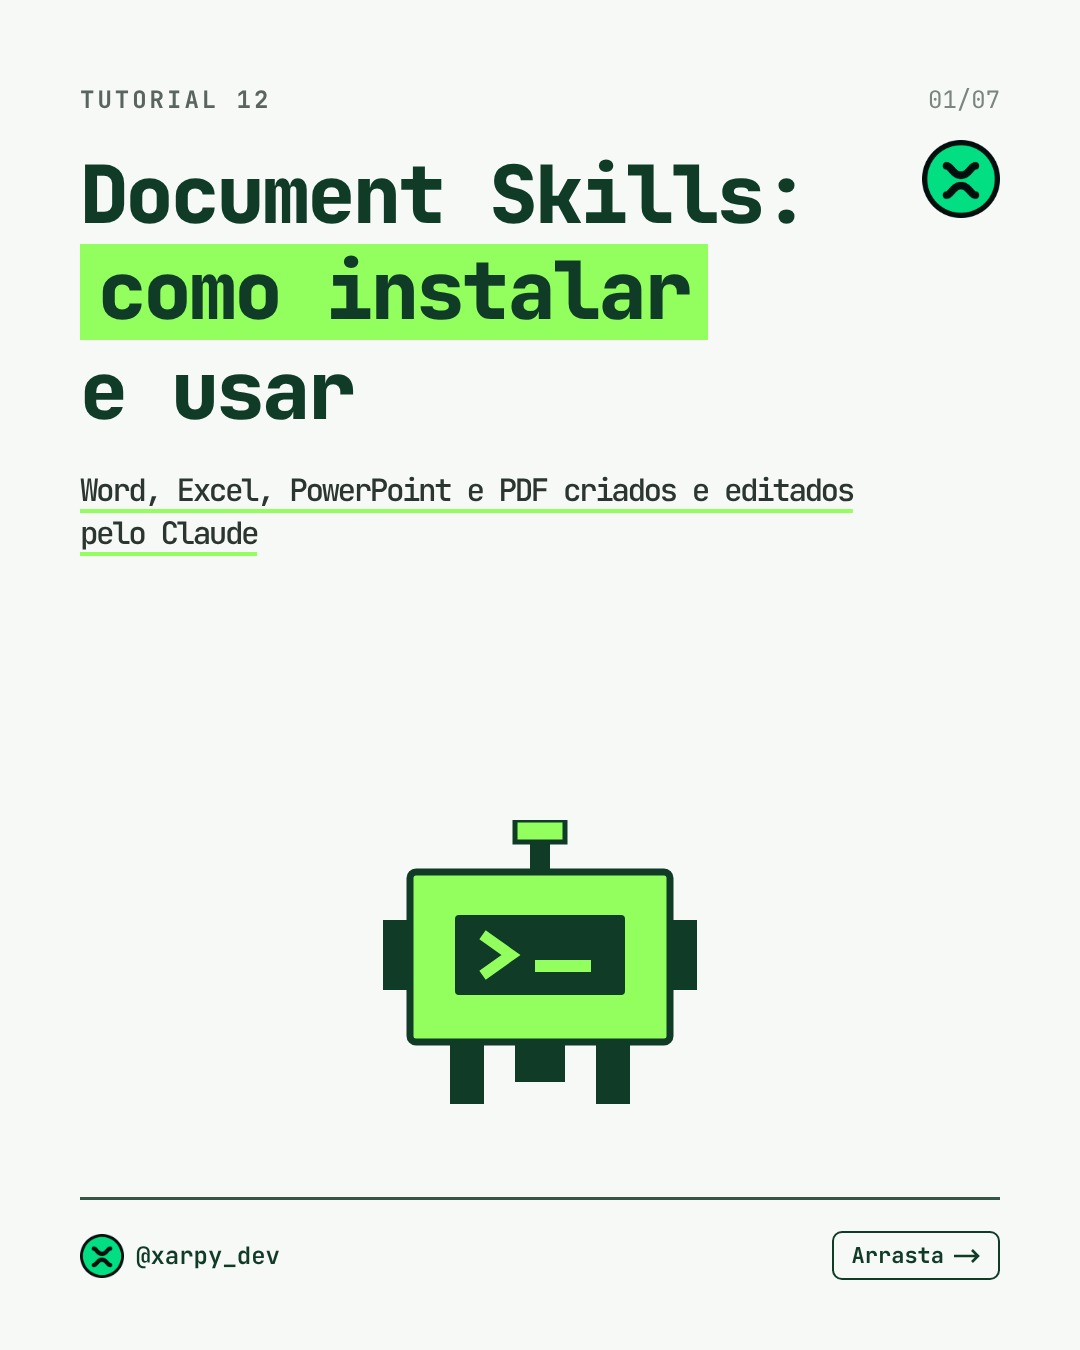 TUTORIAL 12
01/07
Document Skills:
como instalar
e usar
Word, Excel, PowerPoint e PDF criados e editados
pelo Claude
>_
@xarpy_dev
Arrasta →